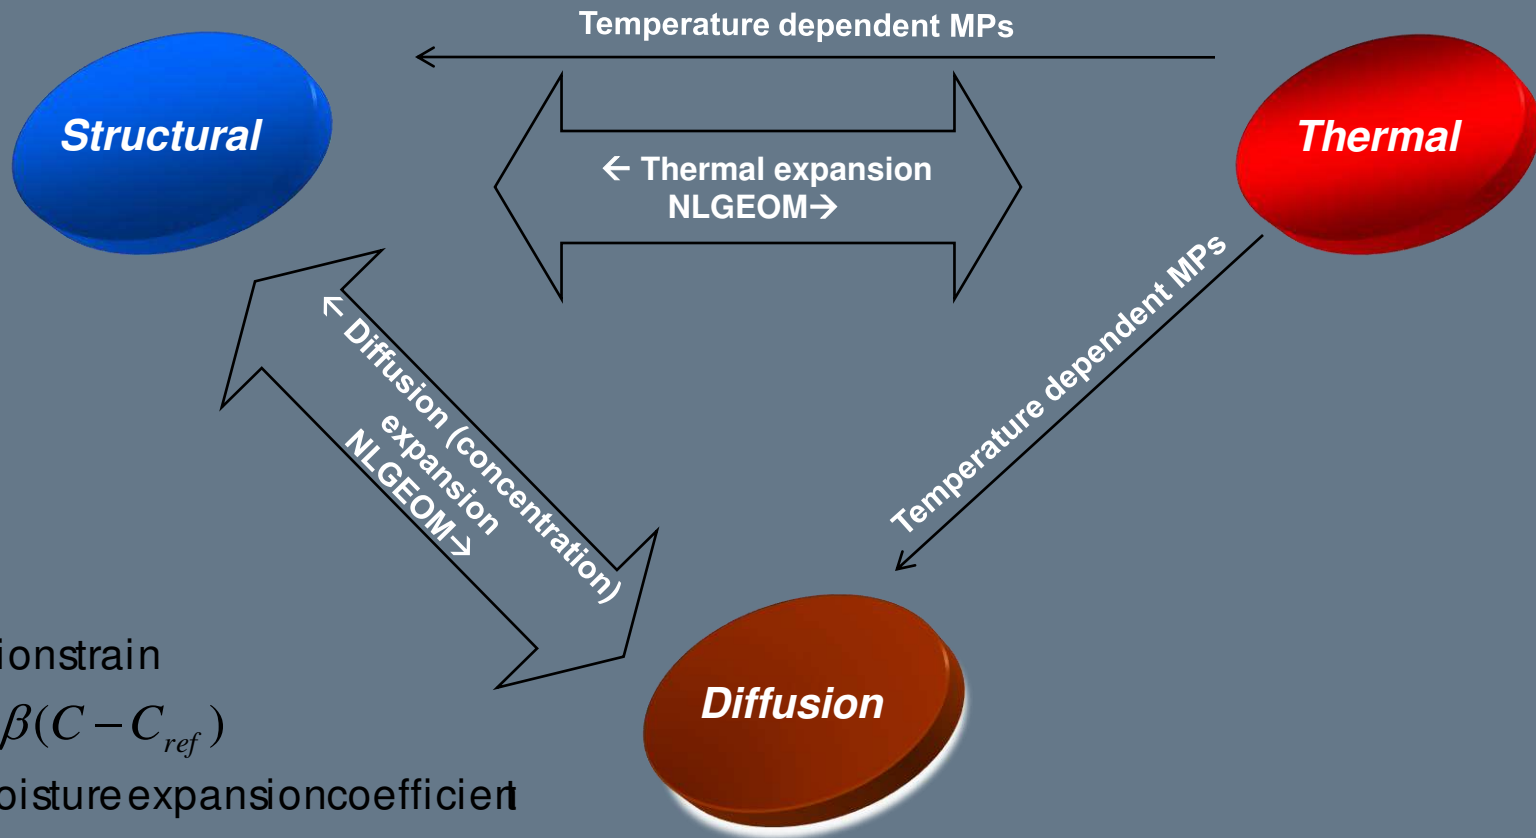 Temperature dependent MPs
Structural
Thermal
← Thermal expansion
NLGEOM→
Temperature dependent MPs
← Diffusion (concentration)
expansion
NLGEOM→
Diffusion
ionstrain
β(C − C_ref)
oisture expansioncoefficient